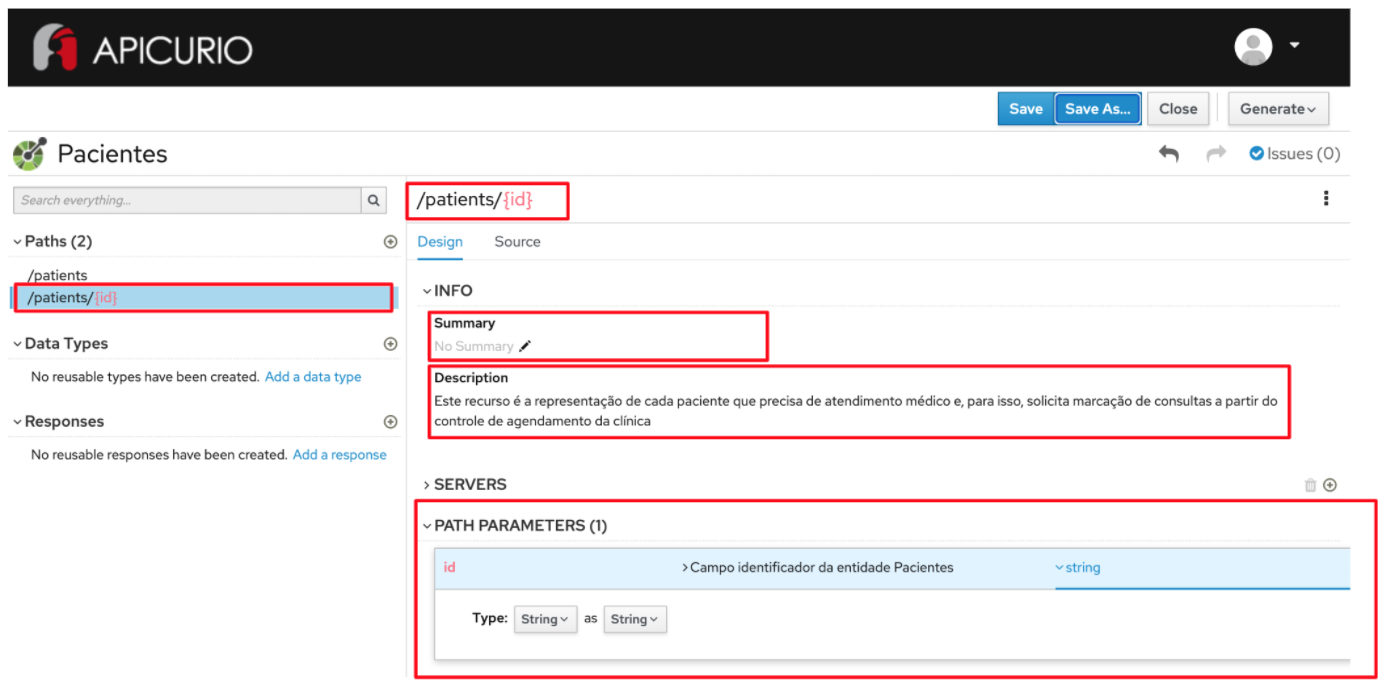 APICURIO
Save
Save As...
Close
Generate
Pacientes
Issues (0)
Search everything...
Paths (2)
/patients
/patients/{id}
Data Types
No reusable types have been created. Add a data type
Responses
No reusable responses have been created. Add a response
/patients/{id}
Design
Source
INFO
Summary
No Summary
Description
Este recurso é a representação de cada paciente que precisa de atendimento médico e, para isso, solicita marcação de consultas a partir do
controle de agendamento da clínica
SERVERS
PATH PARAMETERS (1)
id
Campo identificador da entidade Pacientes
string
Type: String as String